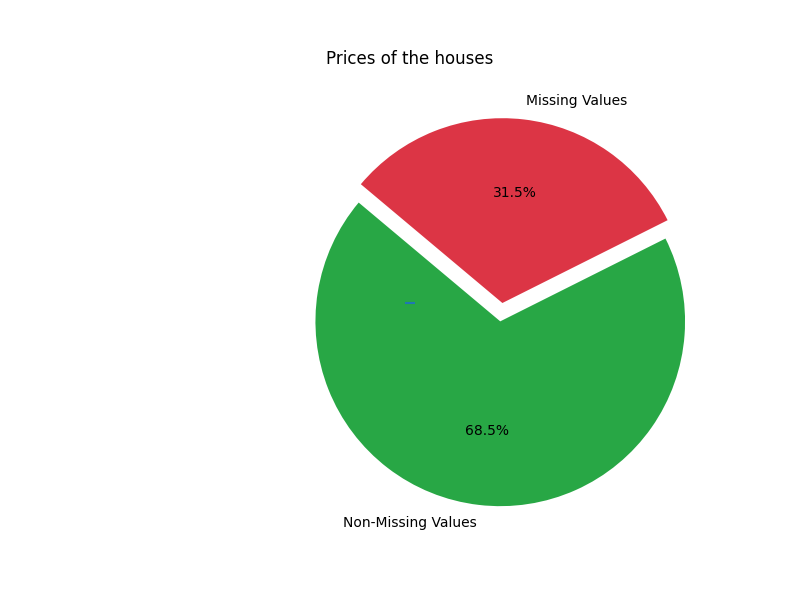 Prices of the houses
Missing Values
31.5%
68.5%
Non-Missing Values